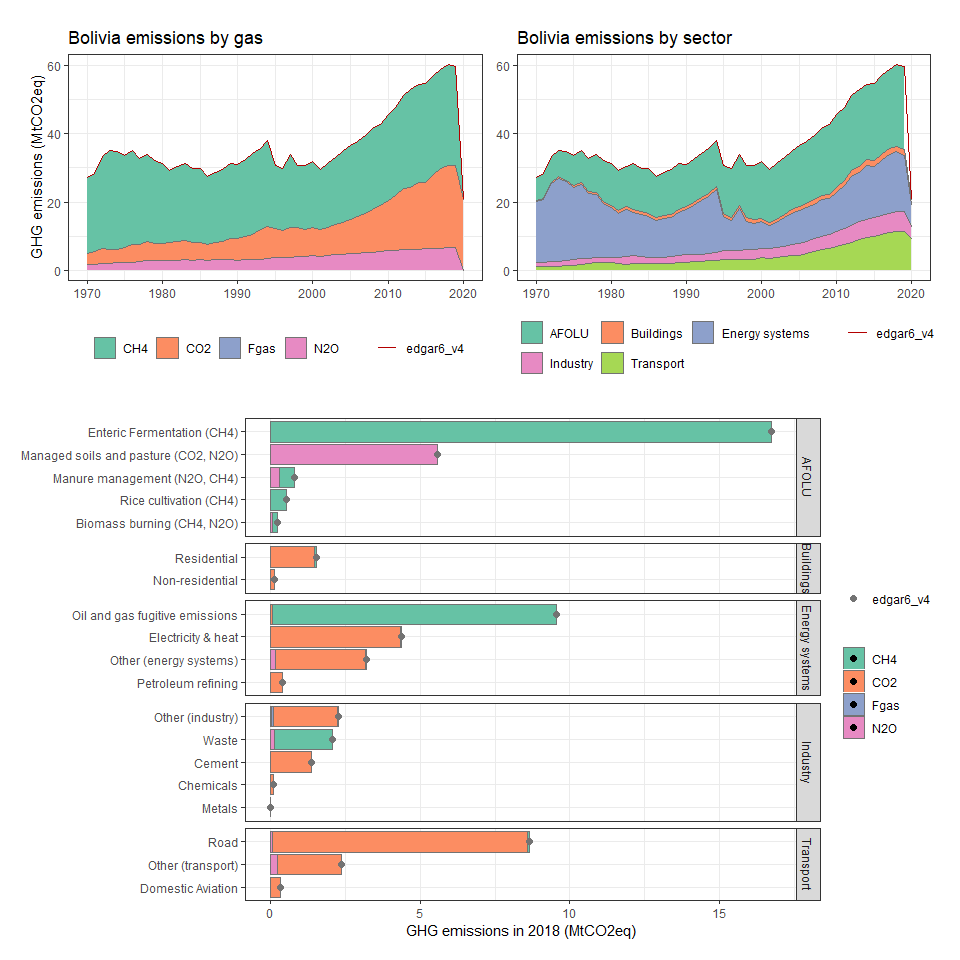 Bolivia emissions by gas
GHG emissions (MtCO2eq)
60
40
20
0
1970 1980 1990 2000 2010 2020
CH4 CO2 Fgas N2O edgar6_v4
Bolivia emissions by sector
60
40
20
0
1970 1980 1990 2000 2010 2020
AFOLU Buildings Energy systems edgar6_v4
Industry Transport
Enteric Fermentation (CH4)
Managed soils and pasture (CO2, N2O)
Manure management (N2O, CH4)
Rice cultivation (CH4)
Biomass burning (CH4, N2O)
AFOLU
Residential
Non-residential
Buildings
Oil and gas fugitive emissions
Electricity & heat
Other (energy systems)
Petroleum refining
Energy systems
Other (industry)
Waste
Cement
Chemicals
Metals
Industry
Road
Other (transport)
Domestic Aviation
Transport
0 5 10 15
GHG emissions in 2018 (MtCO2eq)
edgar6_v4
CH4
CO2
Fgas
N2O